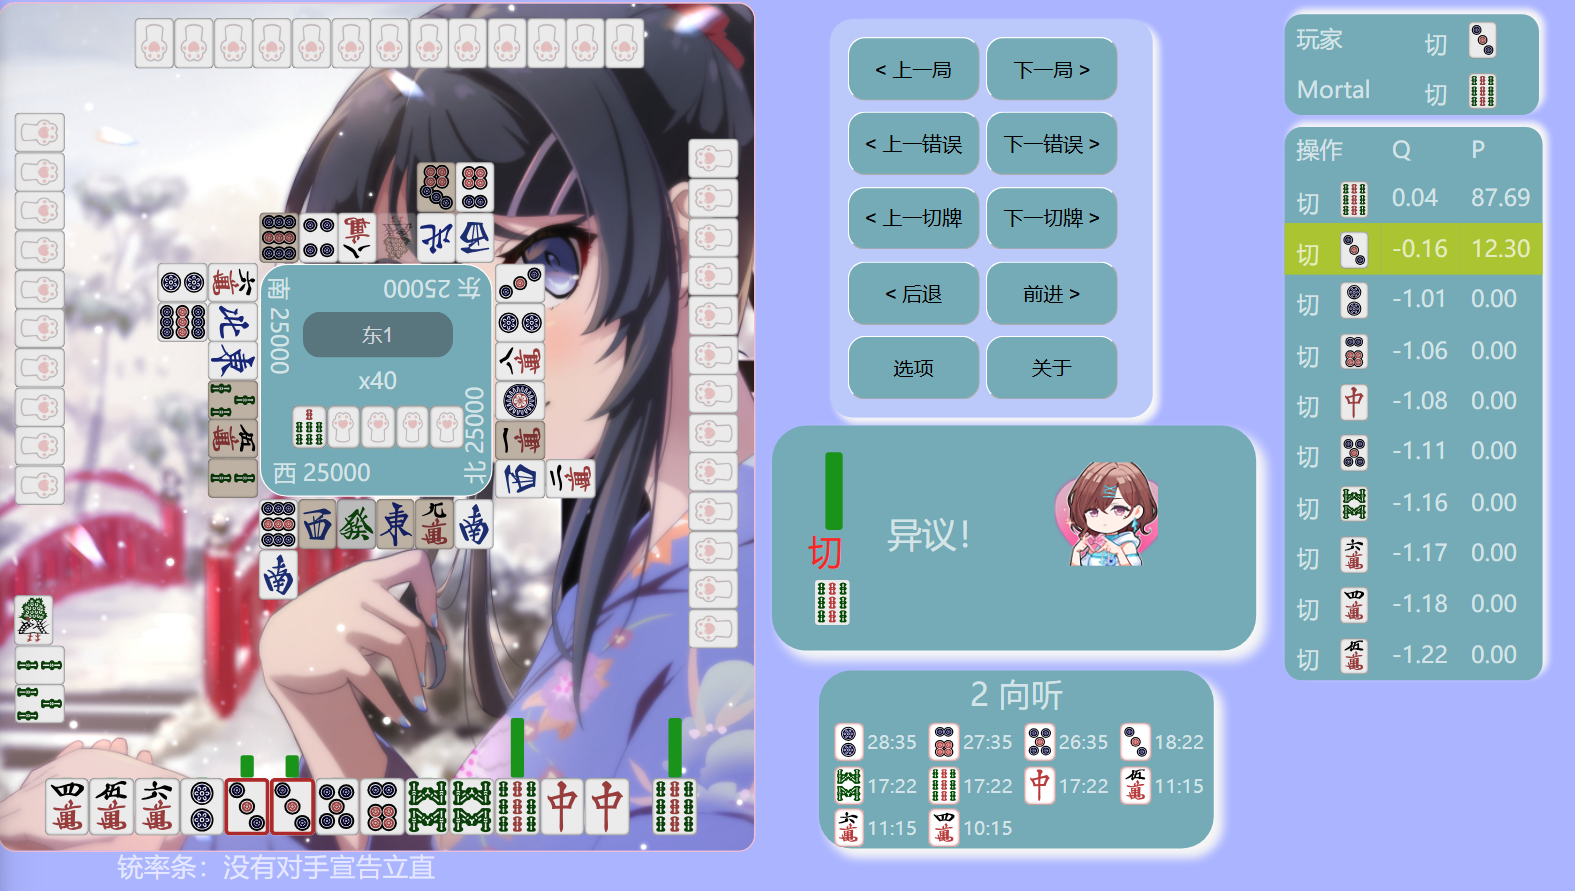 南 25000
东 25000
东1
x40
北 25000
西 25000
铳率条：没有对手宣告立直
< 上一局
下一局 >
< 上一错误
下一错误 >
< 上一切牌
下一切牌 >
< 后退
前进 >
选项
关于
切
异议！
2 向听
28:35
27:35
26:35
18:22
17:22
17:22
17:22
11:15
11:15
10:15
玩家 切
Mortal 切
操作 Q P
切 0.04 87.69
切 -0.16 12.30
切 -1.01 0.00
切 -1.06 0.00
切 -1.08 0.00
切 -1.11 0.00
切 -1.16 0.00
切 -1.17 0.00
切 -1.18 0.00
切 -1.22 0.00